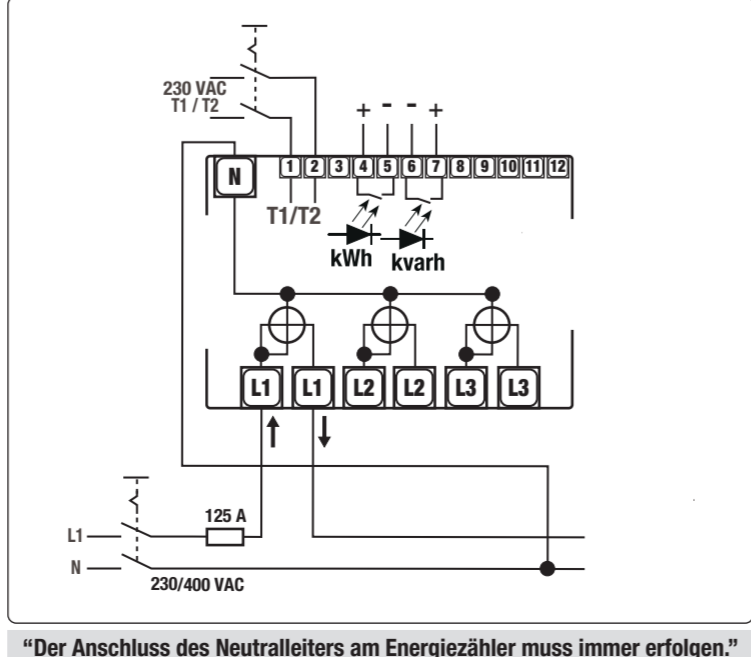 230 VAC
T1 / T2
+ - - +
N 1 2 3 4 5 6 7 8 9 10 11 12
T1/T2
kWh kvarh
L1 L1 L2 L2 L3 L3
125 A
L1
N
230/400 VAC
“Der Anschluss des Neutralleiters am Energiezähler muss immer erfolgen.”